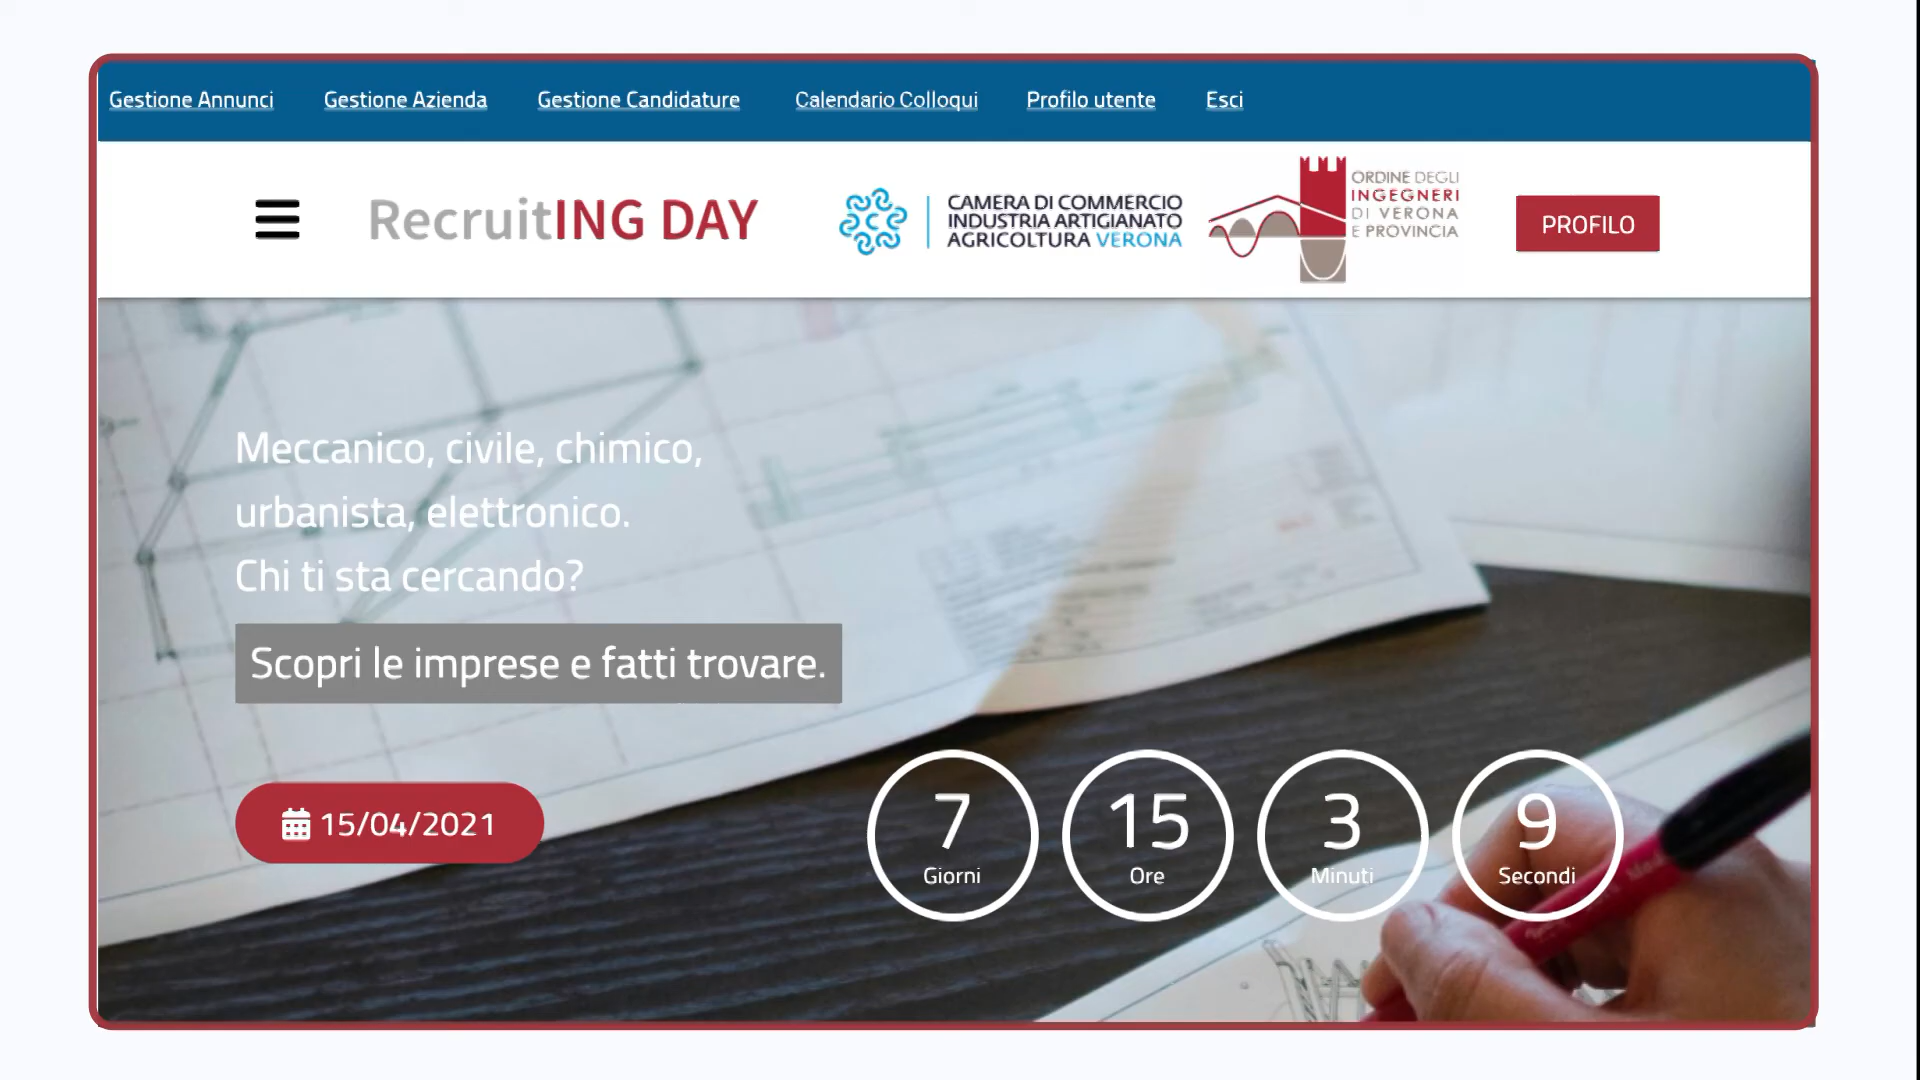 Gestione Annunci Gestione Azienda Gestione Candidature Calendario Colloqui Profilo utente Esci
RecruitING DAY
CAMERA DI COMMERCIO
INDUSTRIA ARTIGIANATO
AGRICOLTURA VERONA
ORDINE DEGLI
INGEGNERI
DI VERONA
E PROVINCIA
PROFILO
Meccanico, civile, chimico,
urbanista, elettronico.
Chi ti sta cercando?
Scopri le imprese e fatti trovare.
15/04/2021
7 15 3 9
Giorni Ore Minuti Secondi